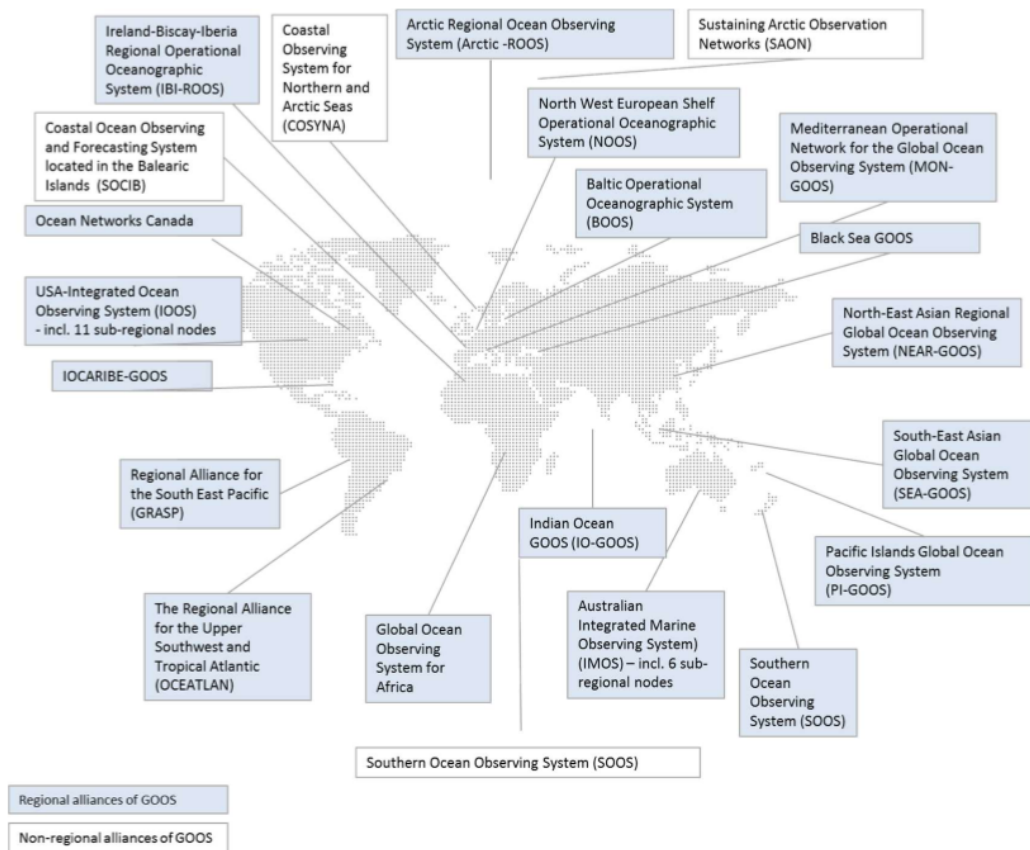 Ireland-Biscay-Iberia
Regional Operational
Oceanographic
System (IBI-ROOS)
Coastal
Observing
System for
Northern and
Arctic Seas
(COSYNA)
Arctic Regional Ocean Observing
System (Arctic -ROOS)
Sustaining Arctic Observation
Networks (SAON)
North West European Shelf
Operational Oceanographic
System (NOOS)
Mediterranean Operational
Network for the Global Ocean
Observing System (MON-
GOOS)
Coastal Ocean Observing
and Forecasting System
located in the Balearic
Islands  (SOCIB)
Baltic Operational
Oceanographic System
(BOOS)
Ocean Networks Canada
Black Sea GOOS
USA-Integrated Ocean
Observing System (IOOS)
- incl. 11 sub-regional nodes
North-East Asian Regional
Global Ocean Observing
System (NEAR-GOOS)
IOCARIBE-GOOS
South-East Asian
Global Ocean
Observing System
(SEA-GOOS)
Regional Alliance for
the South East Pacific
(GRASP)
Indian Ocean
GOOS (IO-GOOS)
Pacific Islands Global Ocean
Observing System
(PI-GOOS)
The Regional Alliance
for the Upper
Southwest and
Tropical Atlantic
(OCEATLAN)
Global Ocean
Observing
System for
Africa
Australian
Integrated Marine
Observing System)
(IMOS) – incl. 6 sub-
regional nodes
Southern
Ocean
Observing
System (SOOS)
Southern Ocean Observing System (SOOS)
Regional alliances of GOOS
Non-regional alliances of GOOS